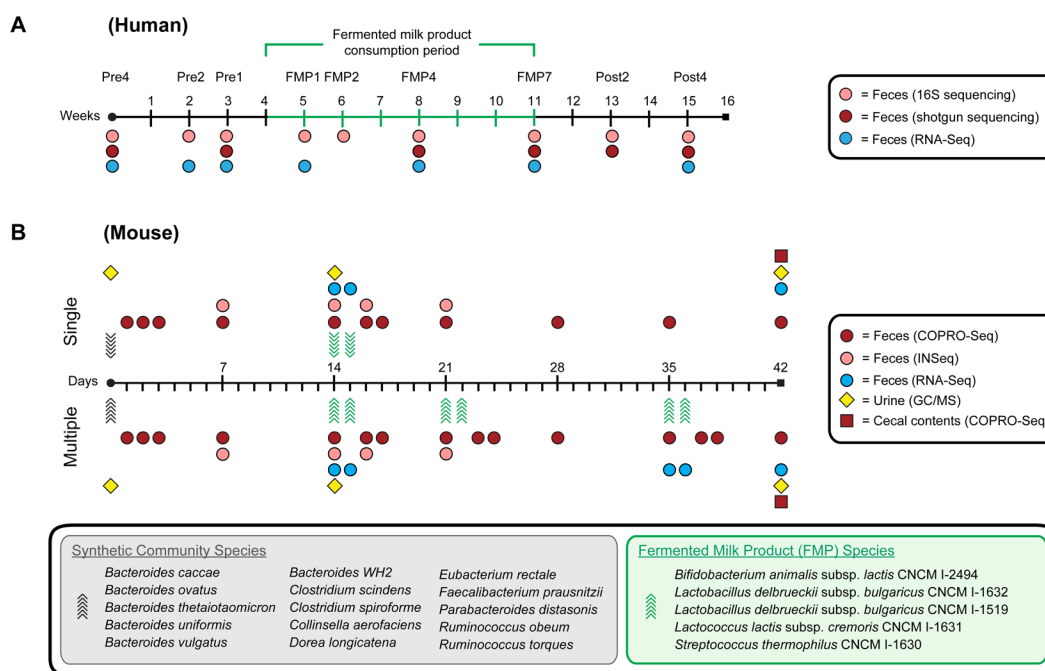 A
(Human)
Fermented milk product
consumption period
Pre4 Pre2 Pre1 FMP1 FMP2 FMP4 FMP7 Post2 Post4
Weeks 1 2 3 4 5 6 7 8 9 10 11 12 13 14 15 16
= Feces (16S sequencing)
= Feces (shotgun sequencing)
= Feces (RNA-Seq)
B
(Mouse)
Single
Days 7 14 21 28 35 42
Multiple
= Feces (COPRO-Seq)
= Feces (INSeq)
= Feces (RNA-Seq)
= Urine (GC/MS)
= Cecal contents (COPRO-Seq
Synthetic Community Species
Bacteroides caccae
Bacteroides ovatus
Bacteroides thetaiotaomicron
Bacteroides uniformis
Bacteroides vulgatus
Bacteroides WH2
Clostridium scindens
Clostridium spiroforme
Collinsella aerofaciens
Dorea longicatena
Eubacterium rectale
Faecalibacterium prausnitzii
Parabacteroides distasonis
Ruminococcus obeum
Ruminococcus torques
Fermented Milk Product (FMP) Species
Bifidobacterium animalis subsp. lactis CNCM I-2494
Lactobacillus delbrueckii subsp. bulgaricus CNCM I-1632
Lactobacillus delbrueckii subsp. bulgaricus CNCM I-1519
Lactococcus lactis subsp. cremoris CNCM I-1631
Streptococcus thermophilus CNCM I-1630